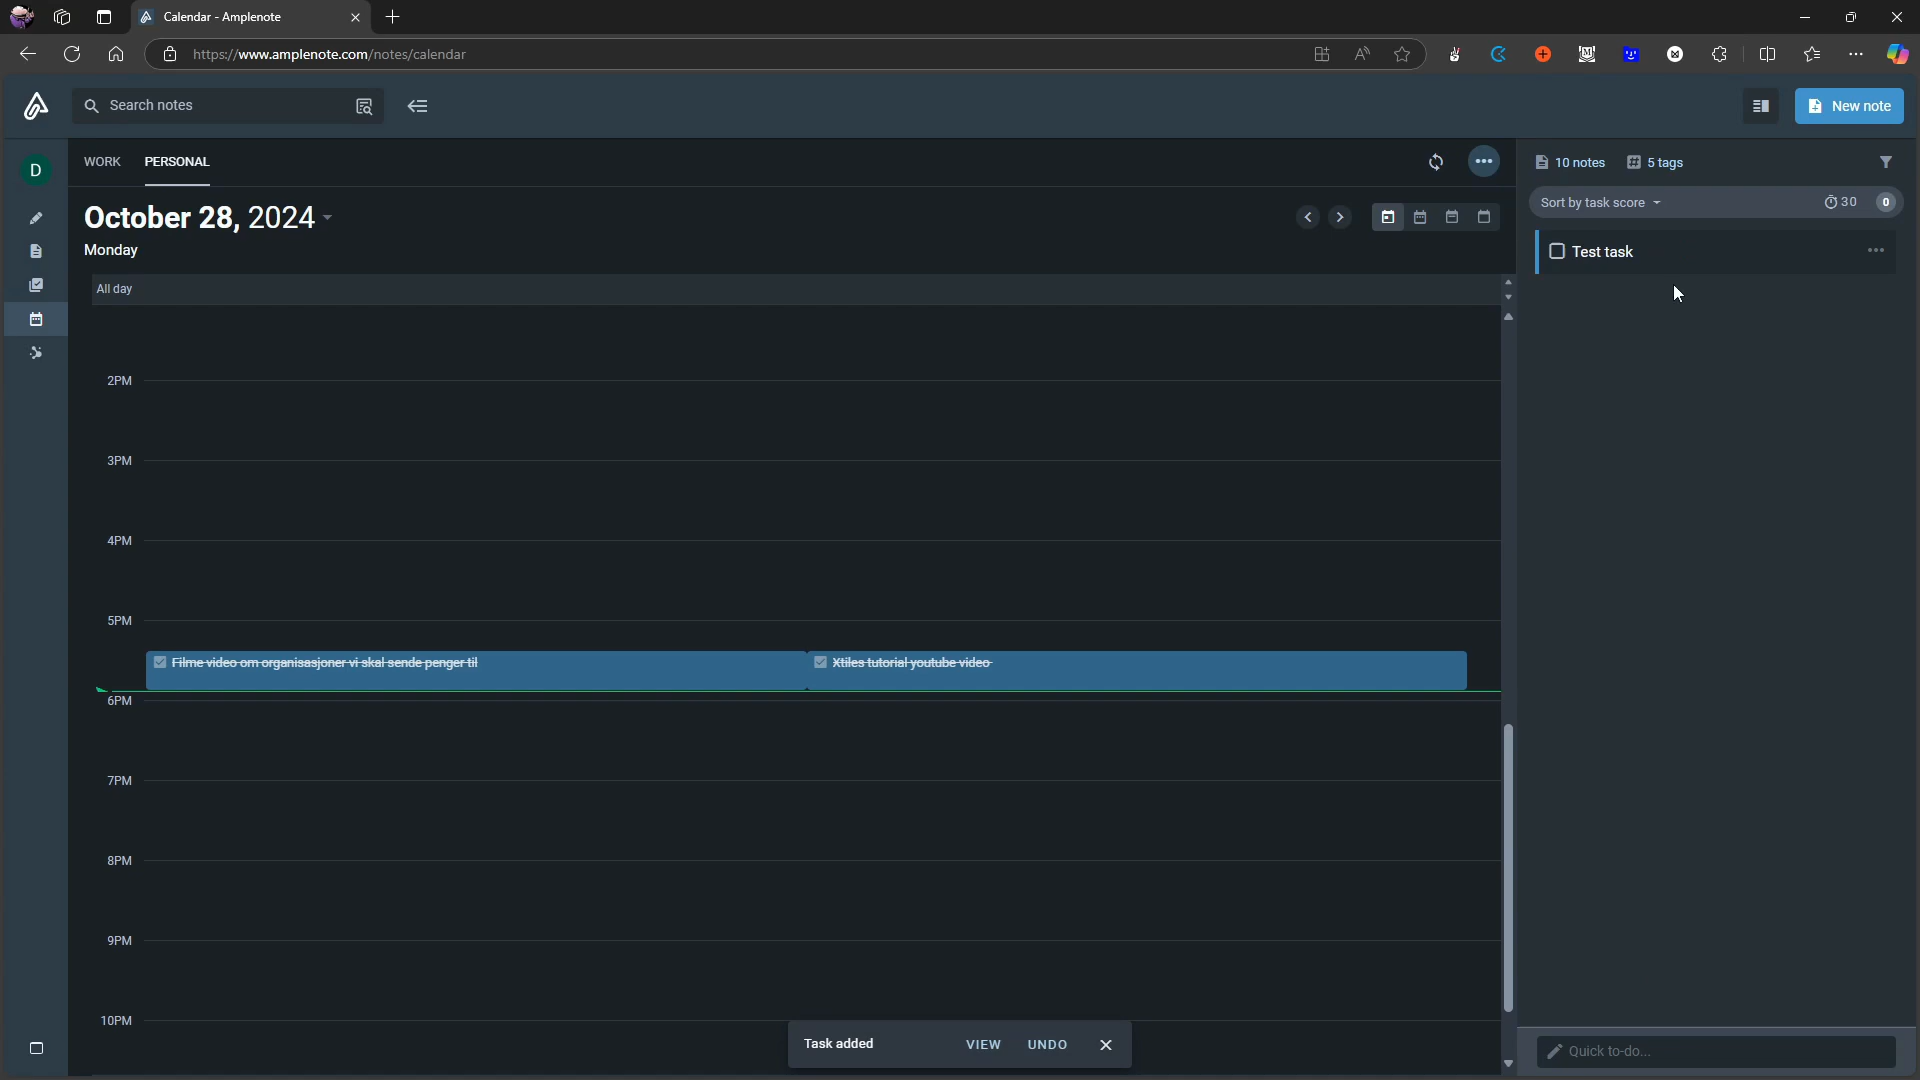 Calendar - Amplenote
https://www.amplenote.com/notes/calendar
Search notes
New note
D
WORK PERSONAL
10 notes 5 tags
Sort by task score 30 0
October 28, 2024
Monday
Test task
All day
2PM
3PM
4PM
5PM
Filme video om organisasjoner vi skal sende penger til
Xtiles tutorial youtube video
6PM
7PM
8PM
9PM
10PM
Task added VIEW UNDO
Quick to-do...